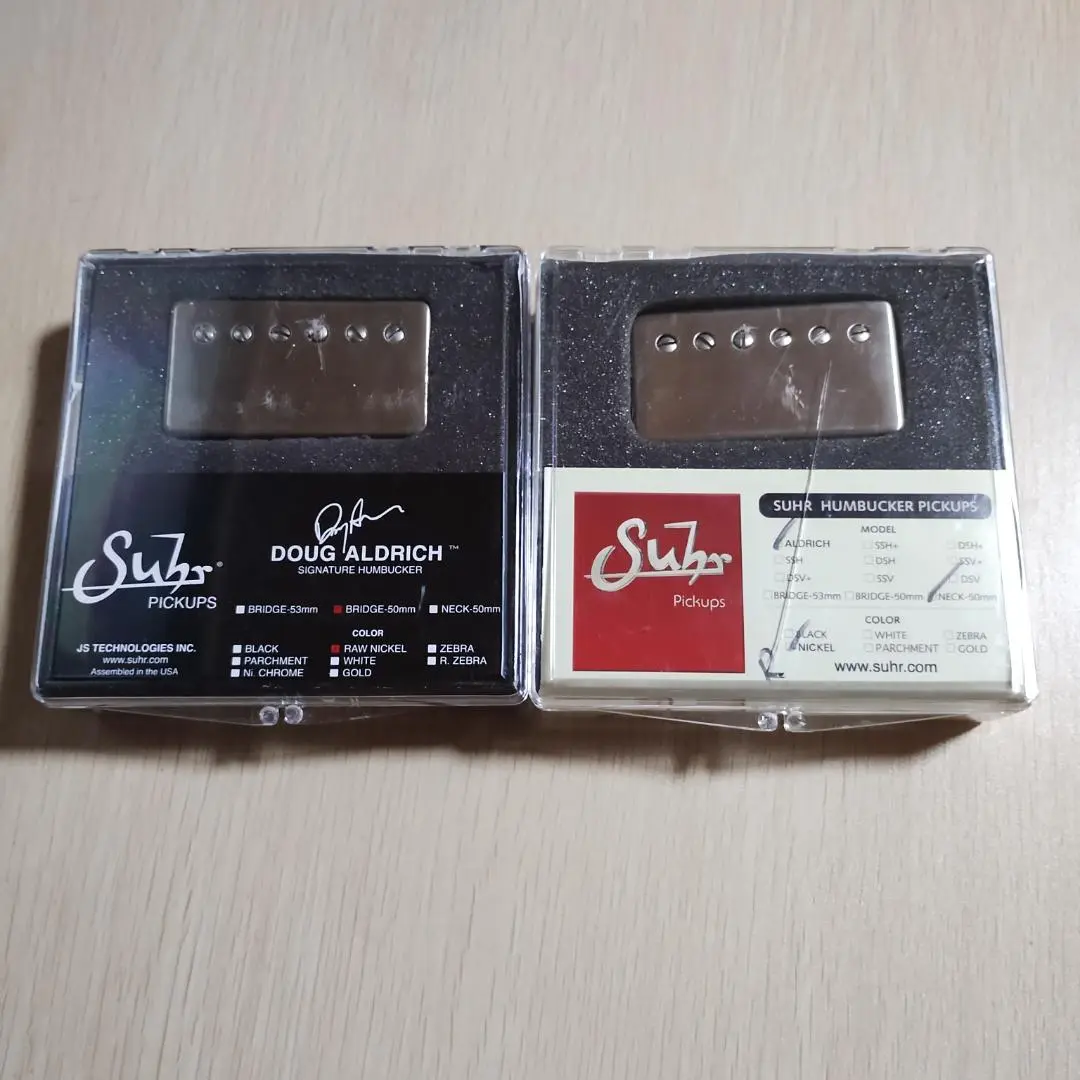 Suhr®
PICKUPS
JS TECHNOLOGIES INC.
www.suhr.com
Assembled in the USA
DOUG ALDRICH™
SIGNATURE HUMBUCKER
BRIDGE-53mm BRIDGE-50mm NECK-50mm
COLOR
BLACK RAW NICKEL ZEBRA
PARCHMENT WHITE R. ZEBRA
Ni. CHROME GOLD
Suhr
Pickups
SUHR HUMBUCKER PICKUPS
MODEL
ALDRICH SSH+ DSH+
SSH DSH SSV+
DSV+ SSV DSV
BRIDGE-53mm BRIDGE-50mm NECK-50mm
COLOR
BLACK WHITE ZEBRA
NICKEL PARCHMENT GOLD
www.suhr.com